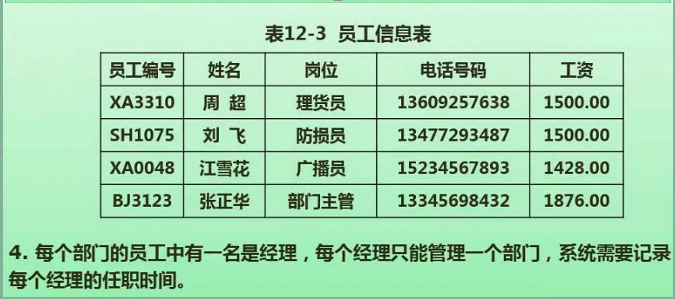 表12-3 员工信息表
员工编号 姓名 岗位 电话号码 工资
XA3310 周 超 理货员 13609257638 1500.00
SH1075 刘 飞 防损员 13477293487 1500.00
XA0048 江雪花 广播员 15234567893 1428.00
BJ3123 张正华 部门主管 13345698432 1876.00
4. 每个部门的员工中有一名是经理，每个经理只能管理一个部门，系统需要记录
每个经理的任职时间。